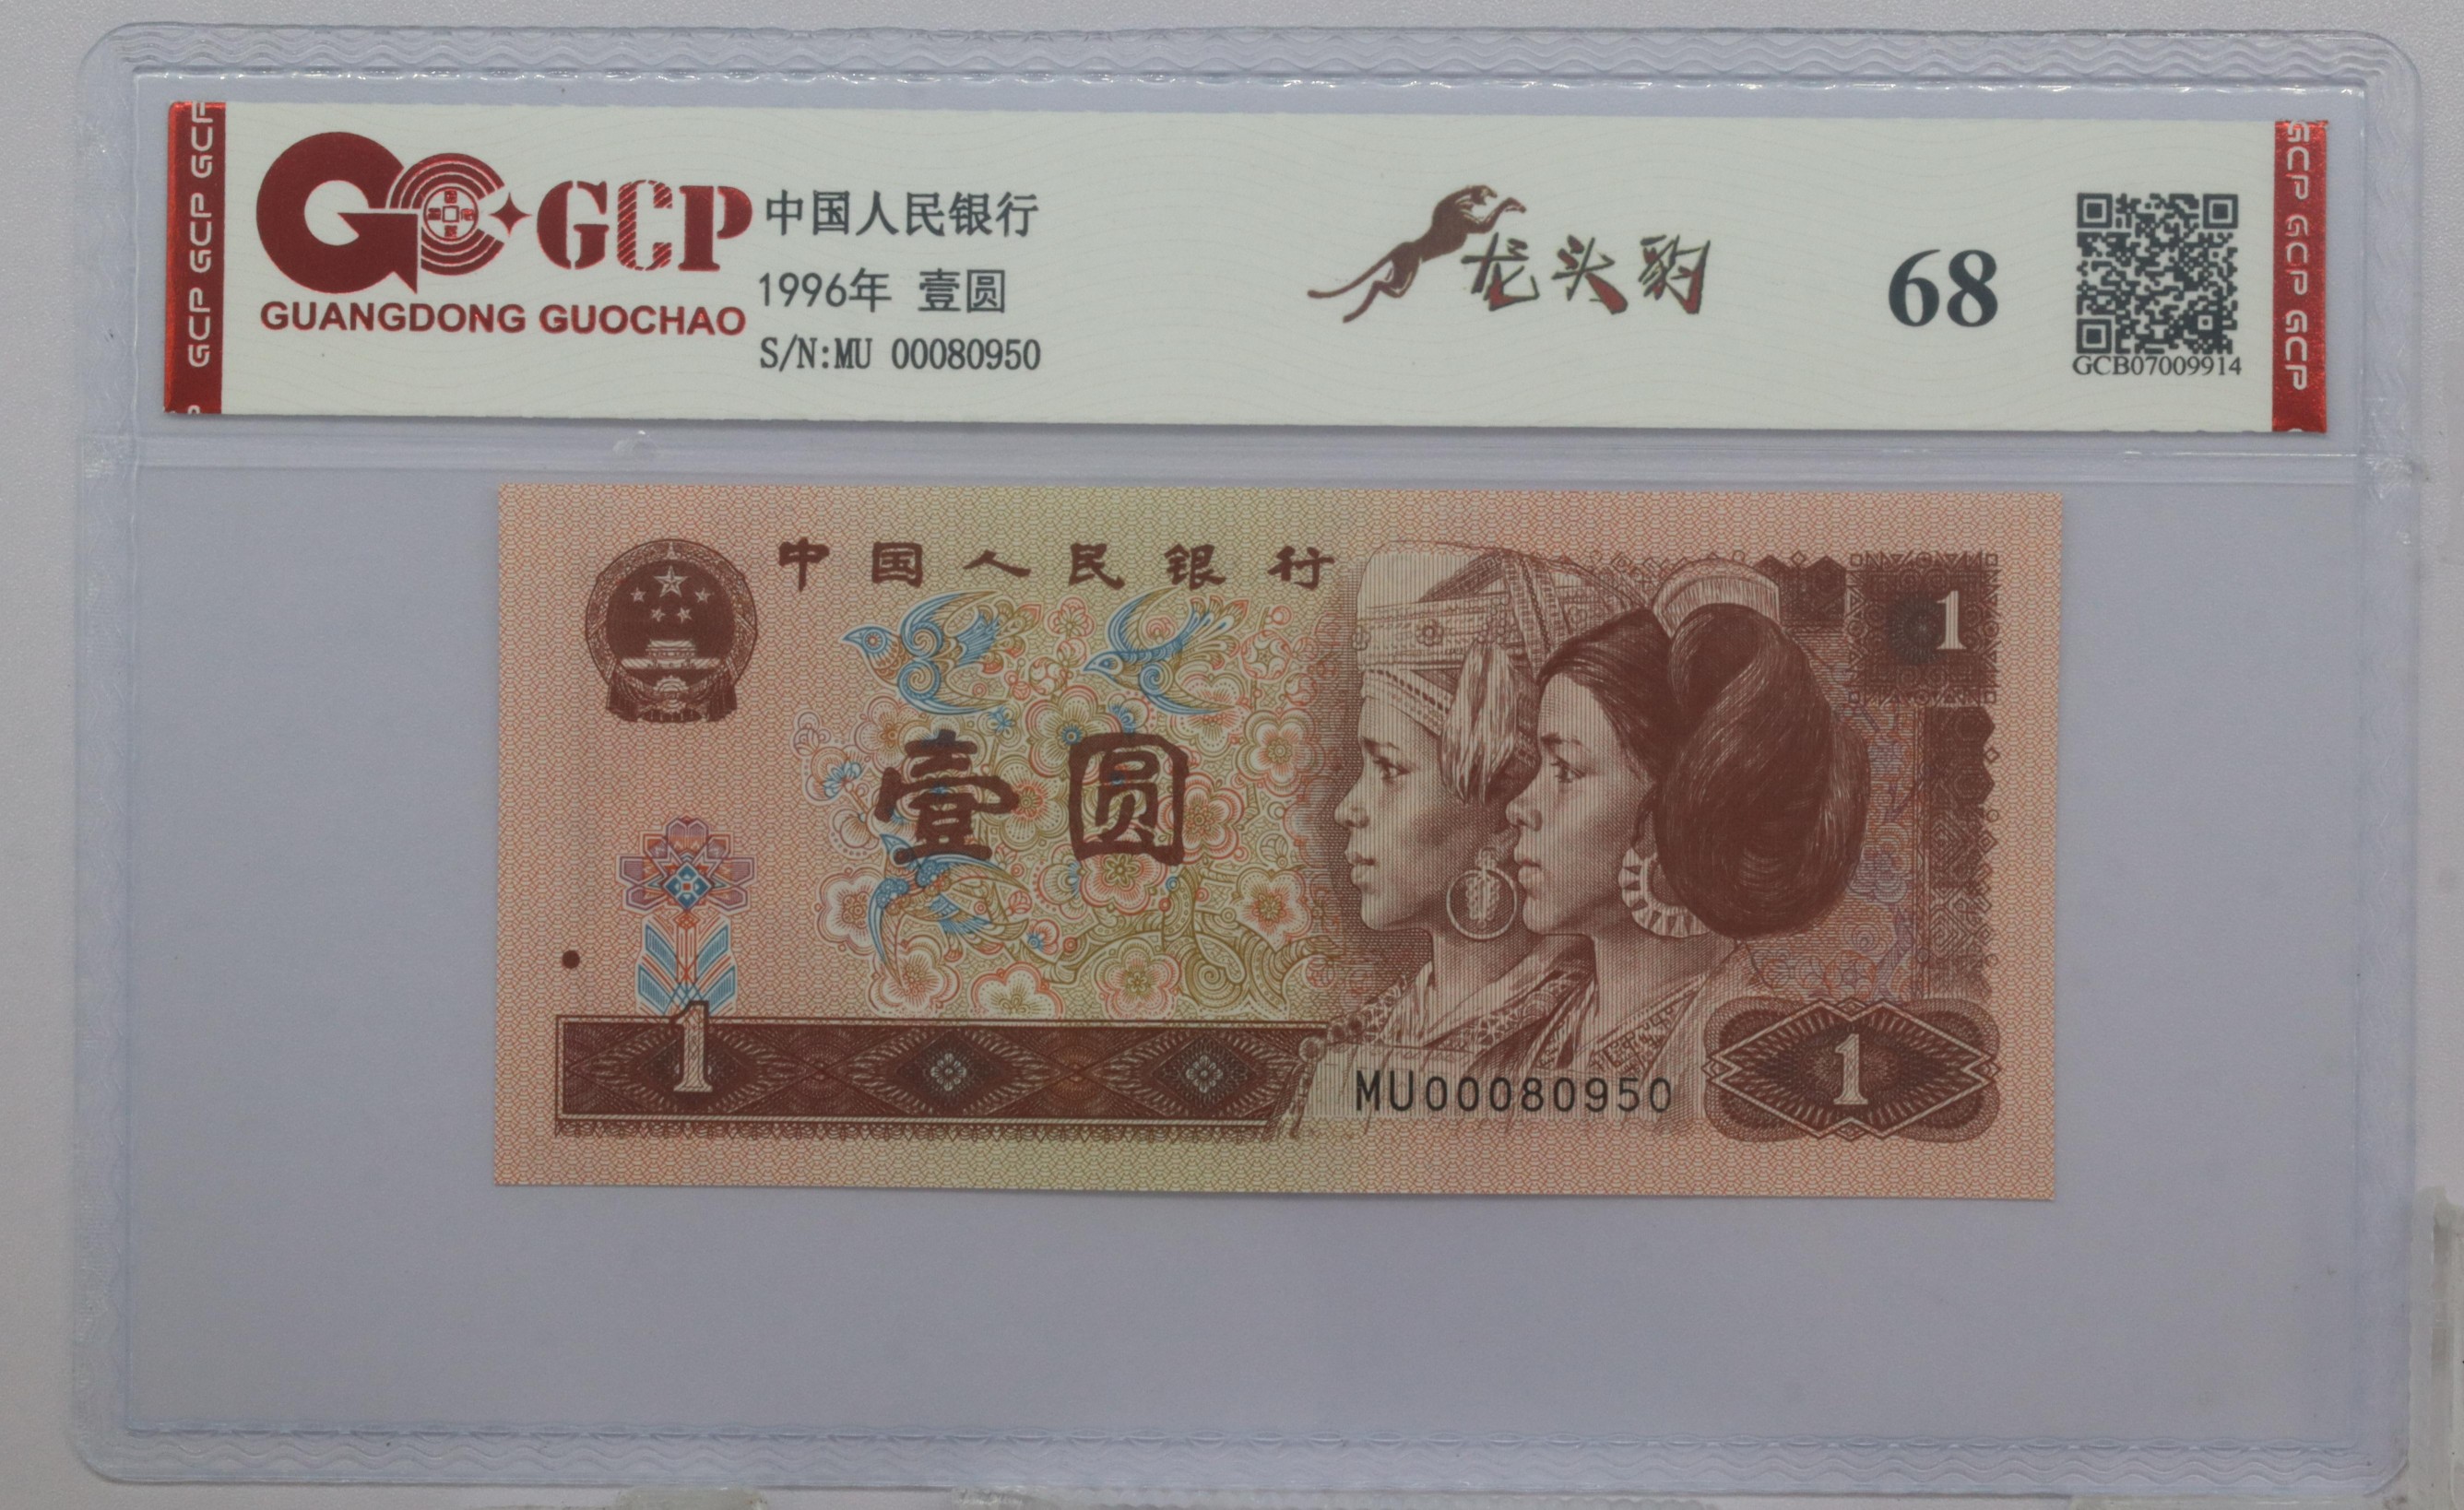 GCP GCP GCP
GCP
GUANGDONG GUOCHAO
中国人民银行
1996年 壹圆
S/N:MU 00080950
龙头豹
68
GCB07009914
GCP GCP GCP
中国人民银行
1
壹圆
1
MU00080950
1